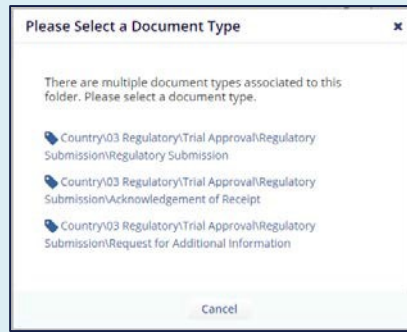 Please Select a Document Type
There are multiple document types associated to this
folder. Please select a document type.
Country\03 Regulatory\Trial Approval\Regulatory
Submission\Regulatory Submission
Country\03 Regulatory\Trial Approval\Regulatory
Submission\Acknowledgement of Receipt
Country\03 Regulatory\Trial Approval\Regulatory
Submission\Request for Additional Information
Cancel